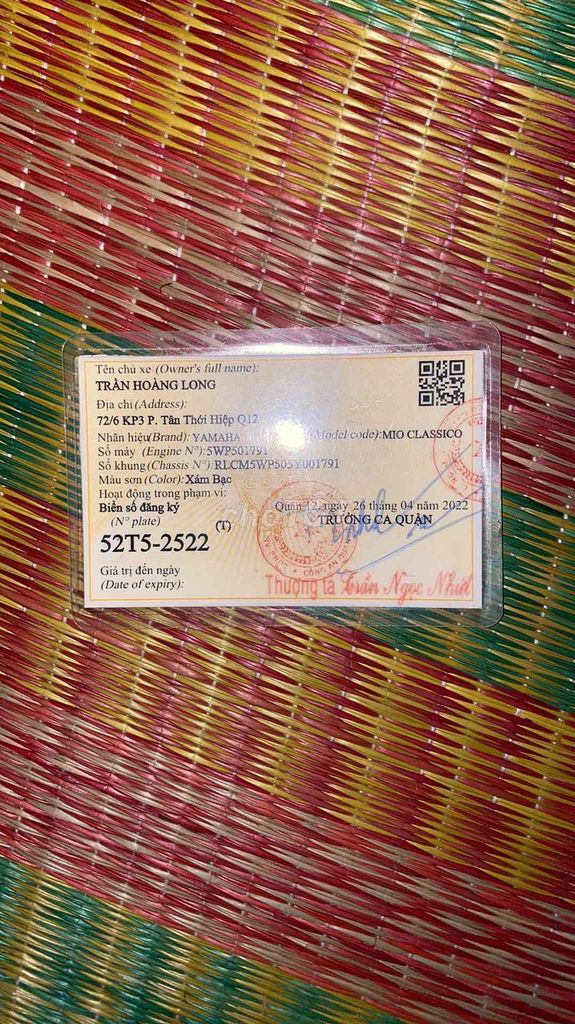 Tên chủ xe (Owner's full name):
TRẦN HOÀNG LONG
Địa chỉ (Address):
72/6 KP3 P. Tân Thới Hiệp Q12
Nhãn hiệu(Brand): YAMAHA Model code):MIO CLASSICO
Số máy (Engine N°):5WP501791
Số khung (Chassis N°):RLCM5WP505Y001791
Màu sơn (Color): Xám Bạc
Hoạt động trong phạm vi:
Biển số đăng ký Quận 12, ngày 26 tháng 04 năm 2022
(N° plate) (T) TRƯỞNG CA QUẬN
52T5-2522
Giá trị đến ngày
(Date of expiry): Thượng tá Trần Ngọc